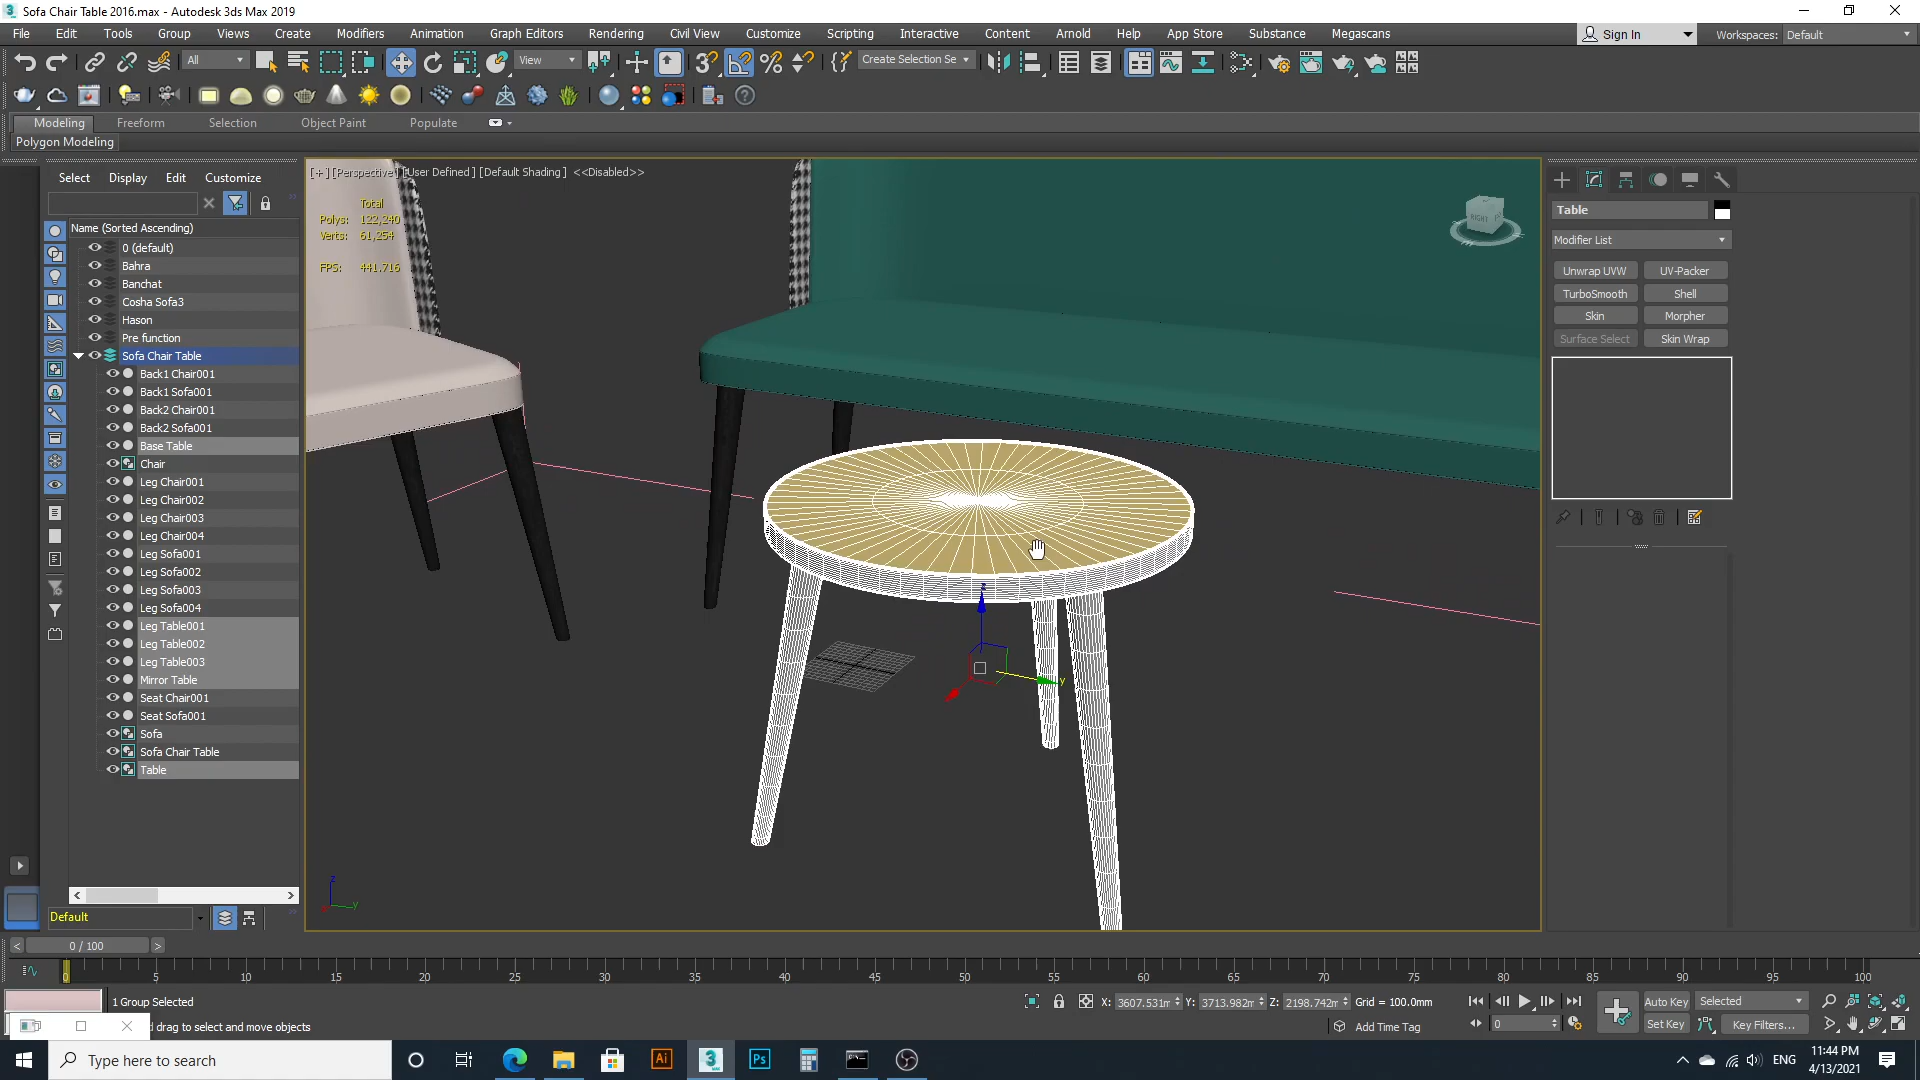 Sofa Chair Table 2016.max - Autodesk 3ds Max 2019
File Edit Tools Group Views Create Modifiers Animation Graph Editors Rendering Civil View Customize Scripting Interactive Content Arnold Help App Store Substance Megascans Sign In Workspaces: Default
All View Create Selection Se
Modeling Freeform Selection Object Paint Populate
Polygon Modeling
Select Display Edit Customize
Name (Sorted Ascending)
0 (default)
Bahra
Banchat
Cosha Sofa3
Hason
Pre function
Sofa Chair Table
Back1 Chair001
Back1 Sofa001
Back2 Chair001
Back2 Sofa001
Base Table
Chair
Leg Chair001
Leg Chair002
Leg Chair003
Leg Chair004
Leg Sofa001
Leg Sofa002
Leg Sofa003
Leg Sofa004
Leg Table001
Leg Table002
Leg Table003
Mirror Table
Seat Chair001
Seat Sofa001
Sofa
Sofa Chair Table
Table
Default
[+] [Perspective] [User Defined] [Default Shading] <<Disabled>>
Total
Polys: 122,240
Verts: 61,254
FPS: 441.716
RIGHT
z
y
z
y
Table
Modifier List
Unwrap UVW UV-Packer
TurboSmooth Shell
Skin Morpher
Surface Select Skin Wrap
< 0 / 100 >
0 5 10 15 20 25 30 35 40 45 50 55 60 65 70 75 80 85 90 95 100
1 Group Selected
d drag to select and move objects
X: 3607.531m Y: 3713.982m Z: 2198.742m Grid = 100.0mm
Add Time Tag
Auto Key Selected
0 Set Key Key Filters...
Type here to search
Ai
3
MAX
Ps
ENG
11:44 PM
4/13/2021